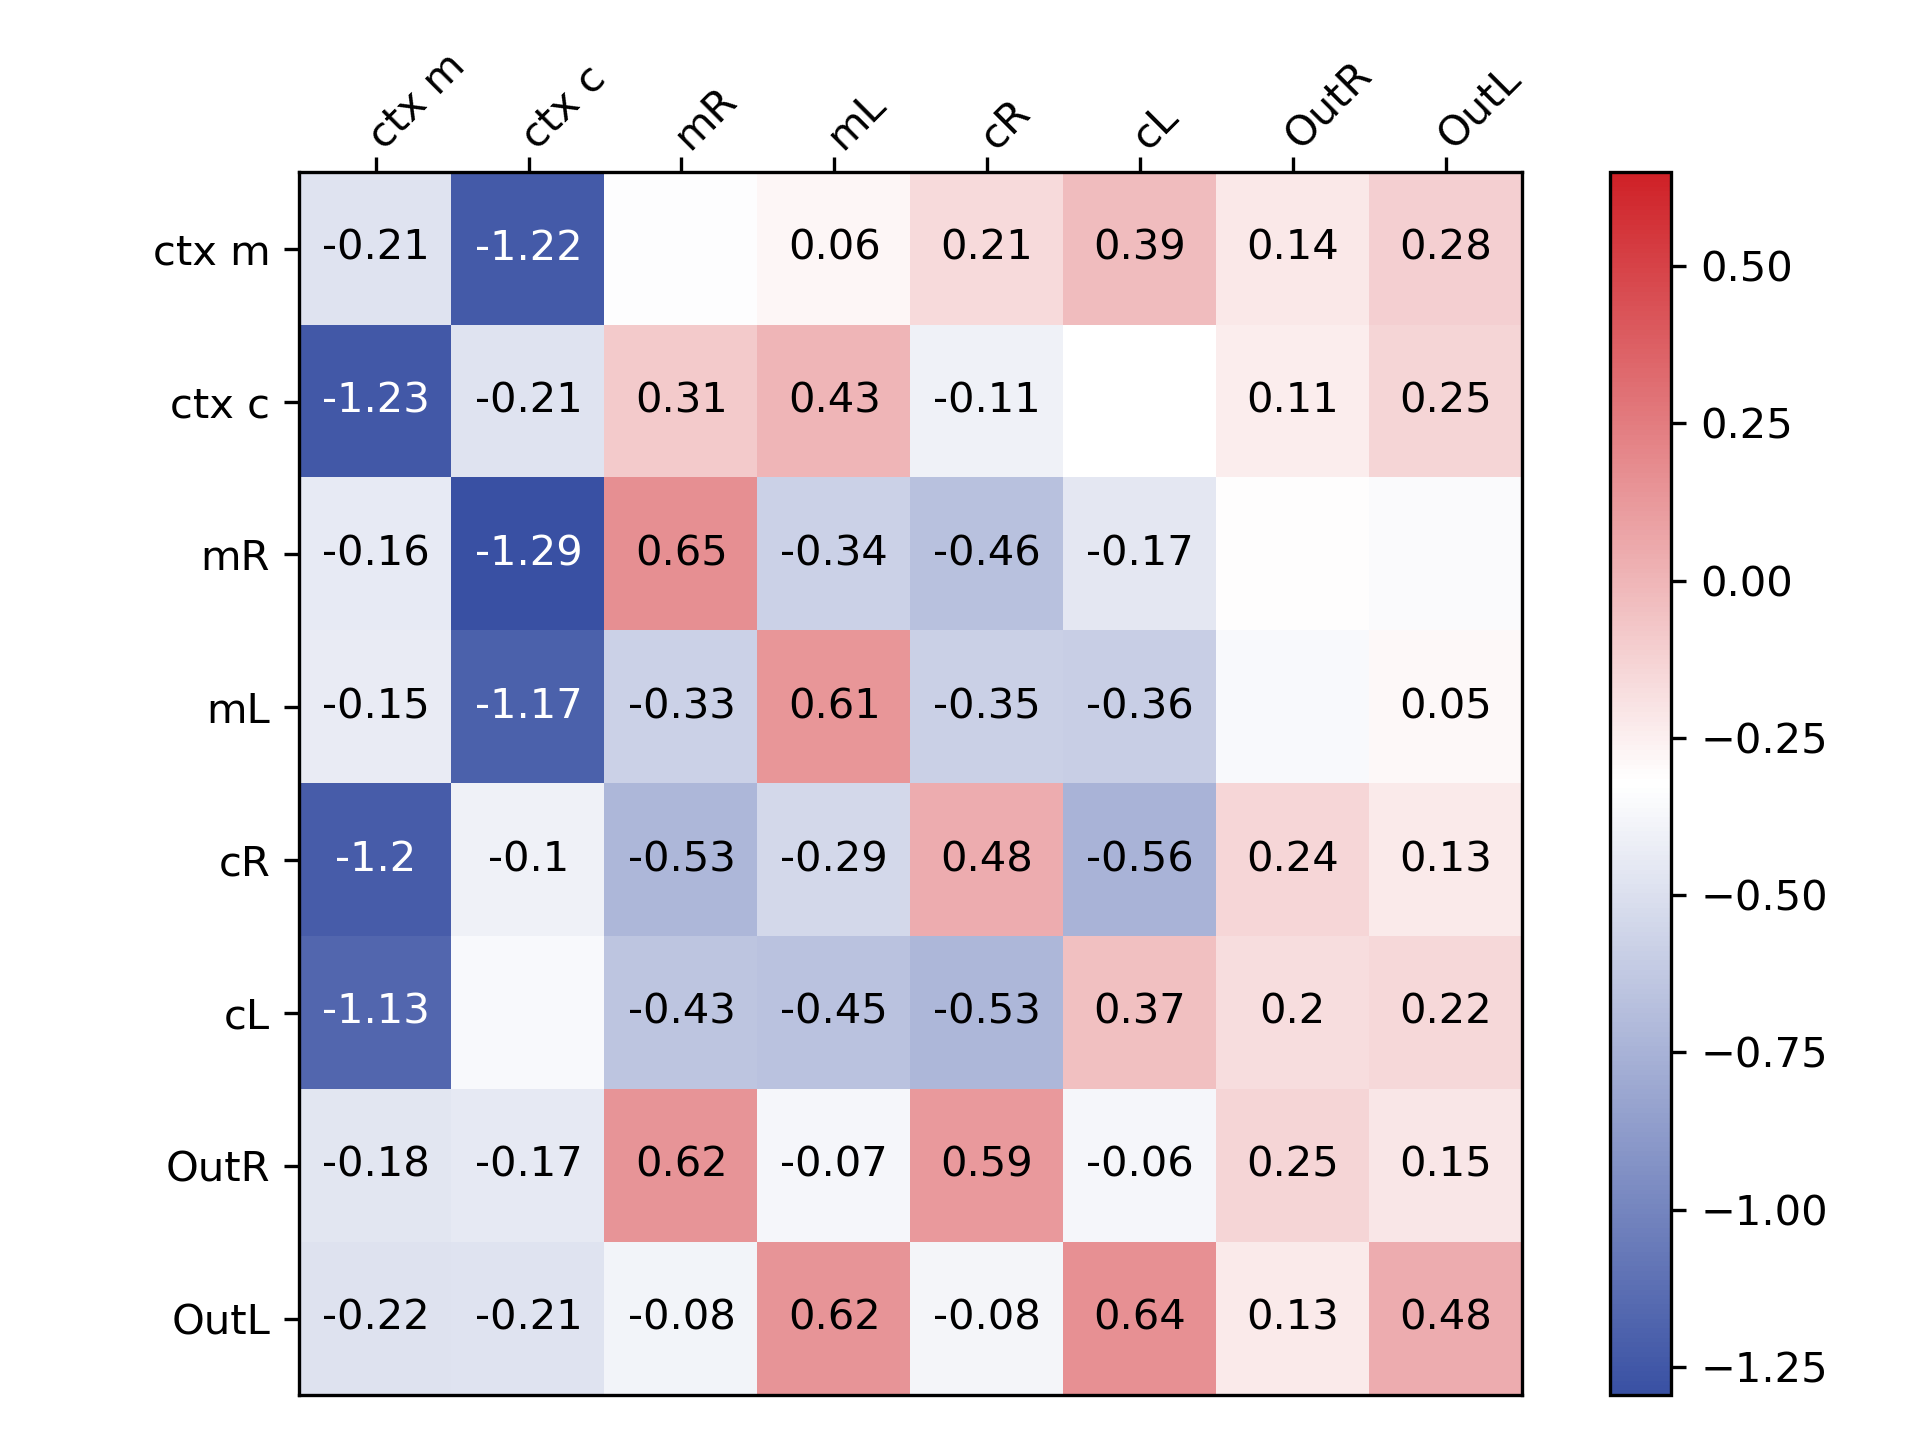 ctx m ctx c mR mL cR cL OutR OutL
ctx m -0.21 -1.22 0.06 0.21 0.39 0.14 0.28
ctx c -1.23 -0.21 0.31 0.43 -0.11 0.11 0.25
mR -0.16 -1.29 0.65 -0.34 -0.46 -0.17
mL -0.15 -1.17 -0.33 0.61 -0.35 -0.36 0.05
cR -1.2 -0.1 -0.53 -0.29 0.48 -0.56 0.24 0.13
cL -1.13 -0.43 -0.45 -0.53 0.37 0.2 0.22
OutR -0.18 -0.17 0.62 -0.07 0.59 -0.06 0.25 0.15
OutL -0.22 -0.21 -0.08 0.62 -0.08 0.64 0.13 0.48
0.50
0.25
0.00
−0.25
−0.50
−0.75
−1.00
−1.25